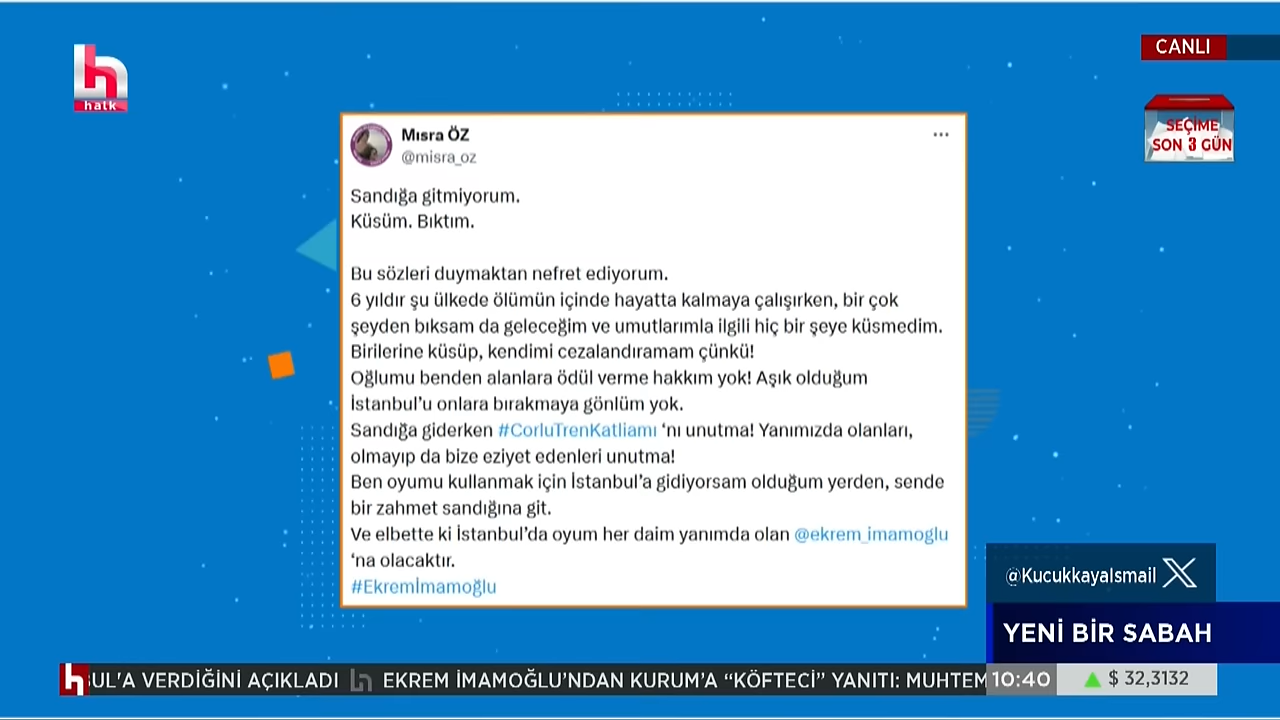 halk
CANLI
SEÇİME
SON 3 GÜN
Mısra ÖZ
@misra_oz
Sandığa gitmiyorum.
Küsüm. Bıktım.
Bu sözleri duymaktan nefret ediyorum.
6 yıldır şu ülkede ölümün içinde hayatta kalmaya çalışırken, bir çok
şeyden bıksam da geleceğim ve umutlarımla ilgili hiç bir şeye küsmedim.
Birilerine küsüp, kendimi cezalandıramam çünkü!
Oğlumu benden alanlara ödül verme hakkım yok! Aşık olduğum
İstanbul’u onlara bırakmaya gönlüm yok.
Sandığa giderken #CorluTrenKatliamı ‘nı unutma! Yanımızda olanları,
olmayıp da bize eziyet edenleri unutma!
Ben oyumu kullanmak için İstanbul’a gidiyorsam olduğum yerden, sende
bir zahmet sandığına git.
Ve elbette ki İstanbul’da oyum her daim yanımda olan @ekrem_imamoglu
‘na olacaktır.
#Ekremİmamoğlu
@KucukkayaIsmail X
YENİ BİR SABAH
UL'A VERDİĞİNİ AÇIKLADI EKREM İMAMOĞLU’NDAN KURUM’A “KÖFTECİ” YANITI: MUHTEM 10:40 $ 32,3132